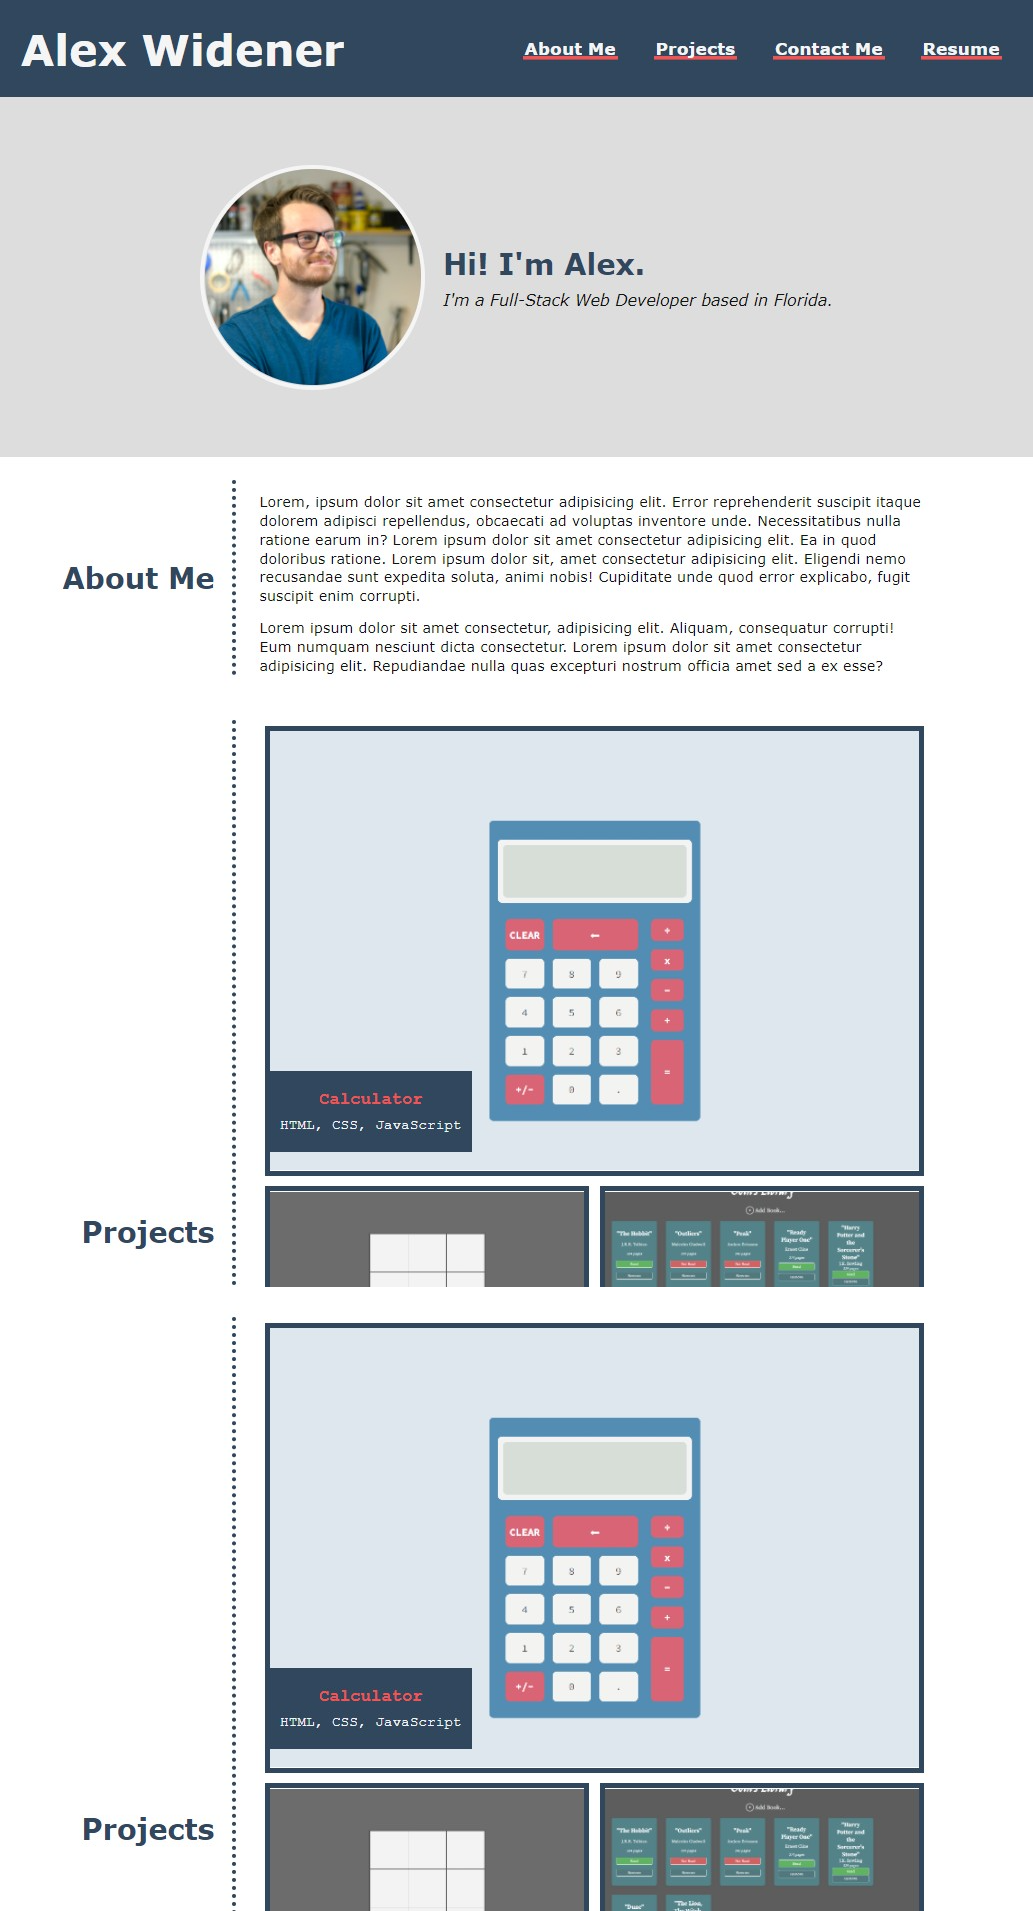 Alex Widener
About Me
Projects
Contact Me
Resume
Hi! I'm Alex.
I'm a Full-Stack Web Developer based in Florida.
About Me
Lorem, ipsum dolor sit amet consectetur adipisicing elit. Error reprehenderit suscipit itaque
dolorem adipisci repellendus, obcaecati ad voluptas inventore unde. Necessitatibus nulla
ratione earum in? Lorem ipsum dolor sit amet consectetur adipisicing elit. Ea in quod
doloribus ratione. Lorem ipsum dolor sit, amet consectetur adipisicing elit. Eligendi nemo
recusandae sunt expedita soluta, animi nobis! Cupiditate unde quod error explicabo, fugit
suscipit enim corrupti.
Lorem ipsum dolor sit amet consectetur, adipisicing elit. Aliquam, consequatur corrupti!
Eum numquam nesciunt dicta consectetur. Lorem ipsum dolor sit amet consectetur
adipisicing elit. Repudiandae nulla quas excepturi nostrum officia amet sed a ex esse?
CLEAR ←
7 8 9 x
4 5 6 -
1 2 3 =
+/- 0 .
Calculator
HTML, CSS, JavaScript
Projects
Add Book...
"The Hobbit"
"Outliers"
"Peak"
"Ready
Player One"
"Harry
Potter and
the
Sorcerer's
Stone"
CLEAR ←
7 8 9 x
4 5 6 -
1 2 3 =
+/- 0 .
Calculator
HTML, CSS, JavaScript
Projects
Add Book...
"The Hobbit"
"Outliers"
"Peak"
"Ready
Player One"
"Harry
Potter and
the
Sorcerer's
Stone"
"The Lion,